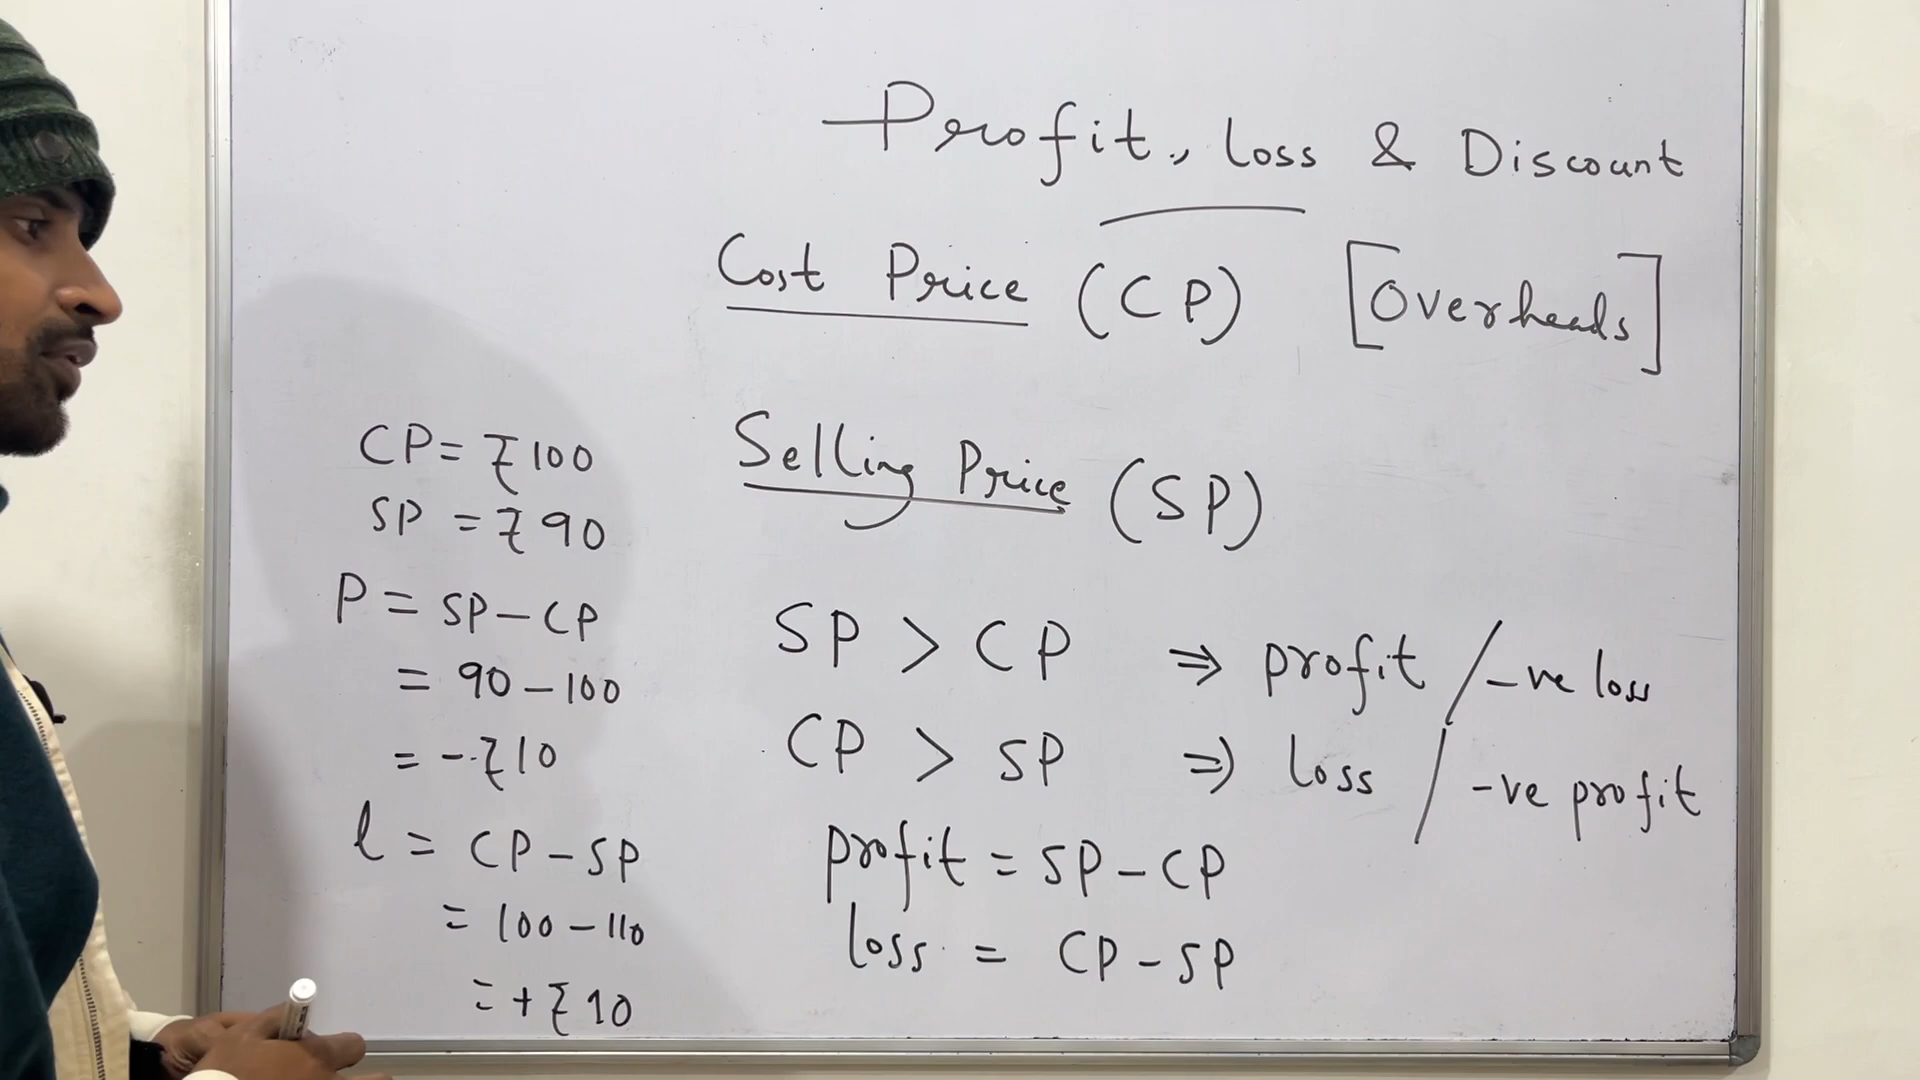 Profit, Loss & Discount
Cost Price (CP) [Overheads]
Selling Price (SP)
CP = ₹100
SP = ₹90
P = SP - CP
= 90 - 100
= -₹10
l = CP - SP
= 100 - 110
= +₹10
SP > CP ⇒ profit / -ve loss
CP > SP ⇒ loss / -ve profit
profit = SP - CP
loss = CP - SP